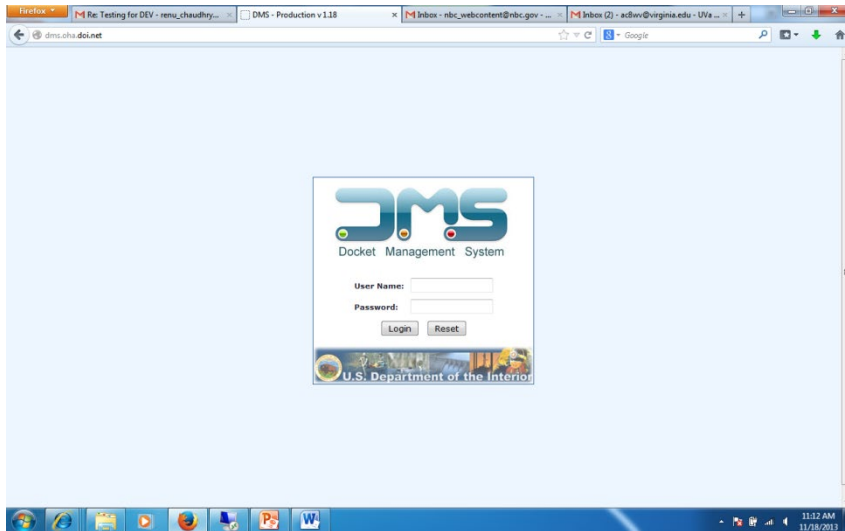 Firefox
Re: Testing for DEV - renu_chaudhry...
DMS - Production v 1.18
Inbox - nbc_webcontent@nbc.gov - ...
Inbox (2) - ac8wv@virginia.edu - UVa ...
dms.oha.doi.net
Google
DMS
Docket Management System
User Name:
Password:
Login Reset
U.S. Department of the Interior
11:12 AM
11/18/2013